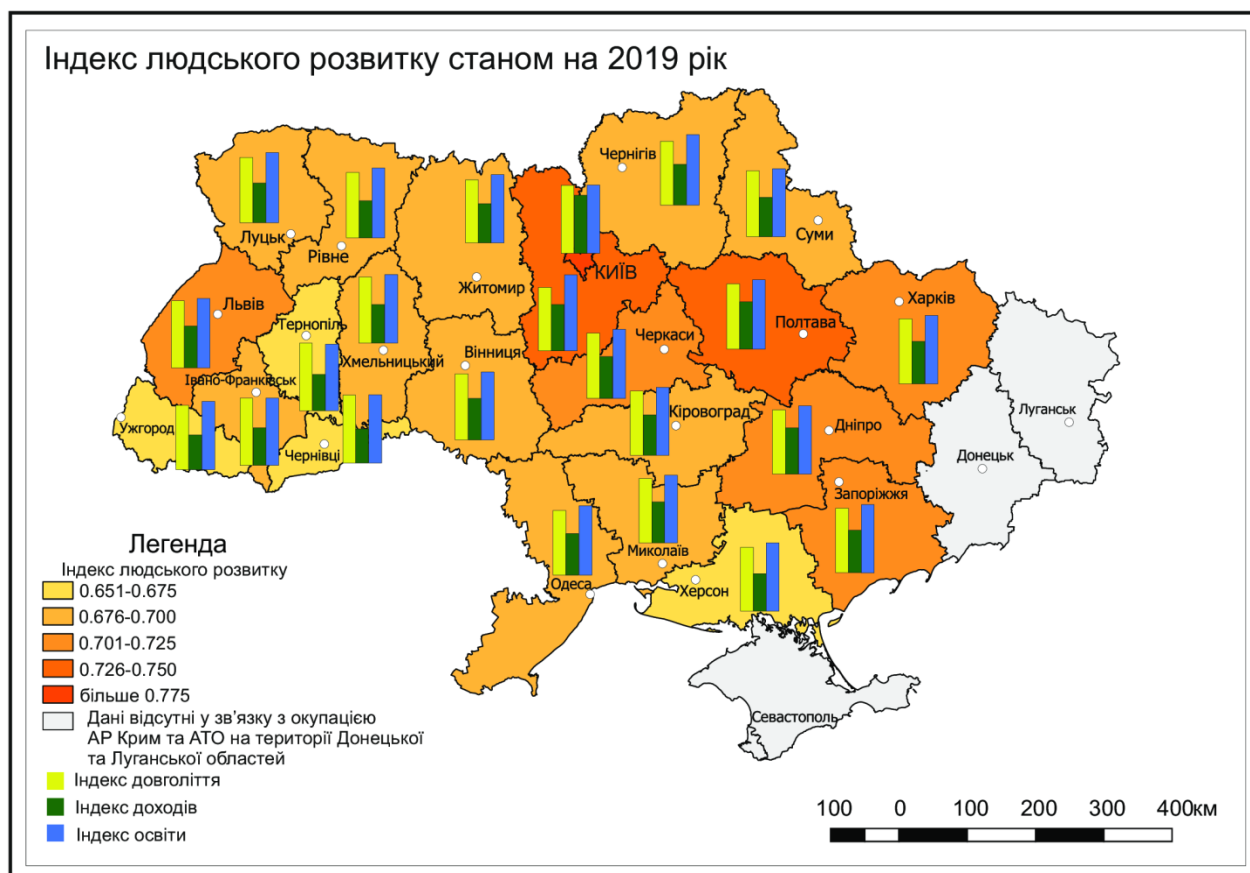 Індекс людського розвитку станом на 2019 рік
Чернігів
Суми
Луцьк
Рівне
Житомир
КИЇВ
Львів
Тернопіль
Хмельницький
Вінниця
Черкаси
Полтава
Харків
Івано-Франківськ
Ужгород
Чернівці
Кіровоград
Дніпро
Луганськ
Донецьк
Запоріжжя
Миколаїв
Одеса
Херсон
Севастополь
Легенда
Індекс людського розвитку
0.651-0.675
0.676-0.700
0.701-0.725
0.726-0.750
більше 0.775
Дані відсутні у зв'язку з окупацією
АР Крим та АТО на території Донецької
та Луганської областей
Індекс довголіття
Індекс доходів
Індекс освіти
100 0 100 200 300 400км